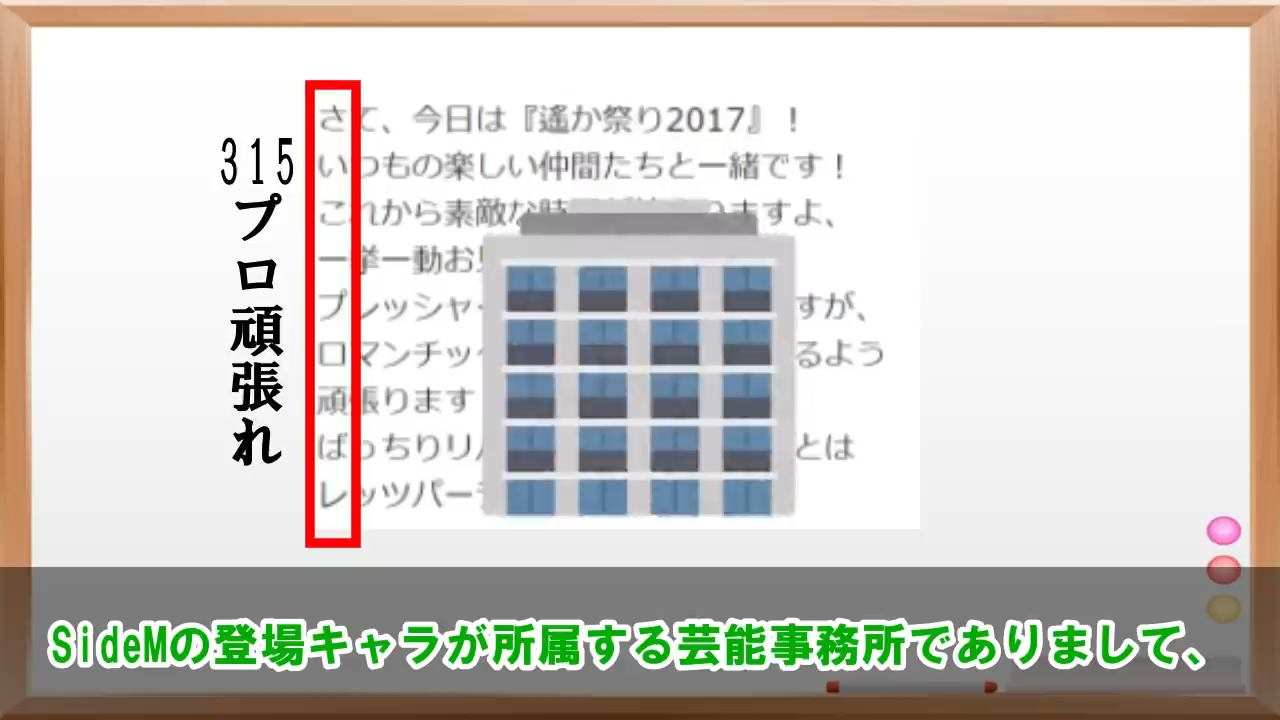 315プロ頑張れ
さて、今日は『遙か祭り2017』！
いつもの楽しい仲間たちと一緒です！
これから素敵な すよ、
一挙一動お
プレッシャ すが、
ロマンチッ るよう
頑張ります
ばっちりリ とは
レッツパー
SideMの登場キャラが所属する芸能事務所でありまして、